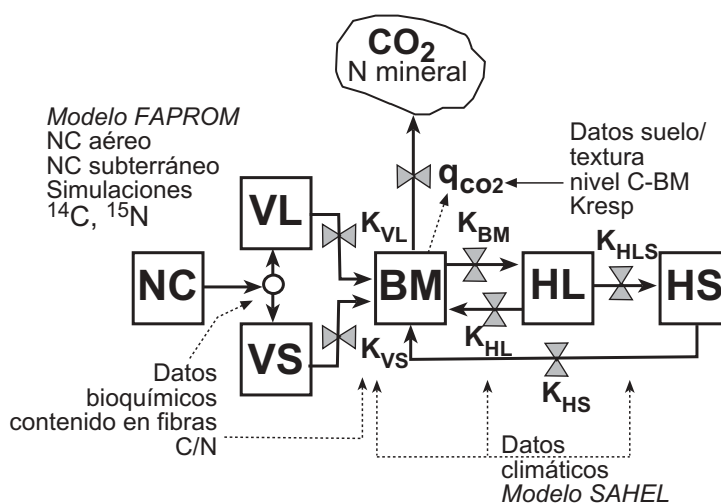 CO2
N mineral
Modelo FAPROM
NC aéreo
NC subterráneo
Simulaciones
14C, 15N
Datos suelo/
textura
nivel C-BM
Kresp
qCO2
VL
KVL
KBM
KHLS
NC
BM
HL
HS
VS
KVS
KHL
KHS
Datos
bioquímicos
contenido en fibras
C/N
Datos
climáticos
Modelo SAHEL